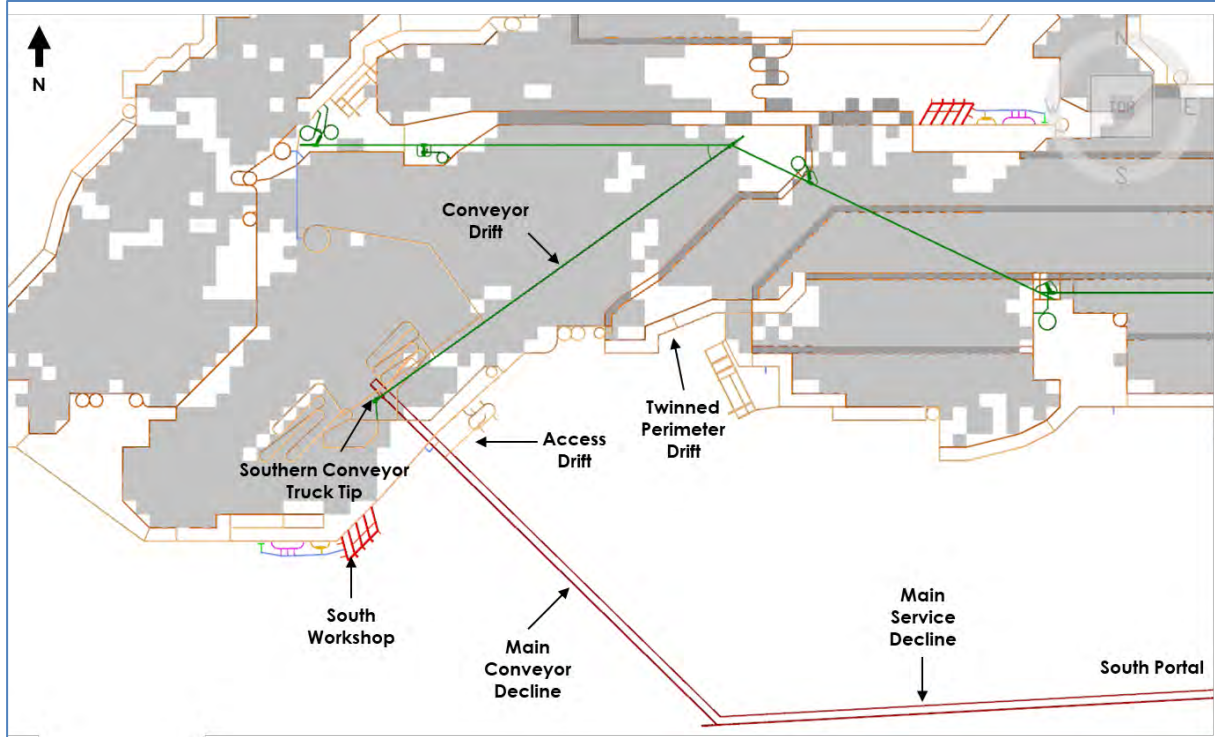 N
N
TOP
W
E
S
Conveyor
Drift
Southern Conveyor
Truck Tip
Access
Drift
Twinned
Perimeter
Drift
South
Workshop
Main
Conveyor
Decline
Main
Service
Decline
South Portal